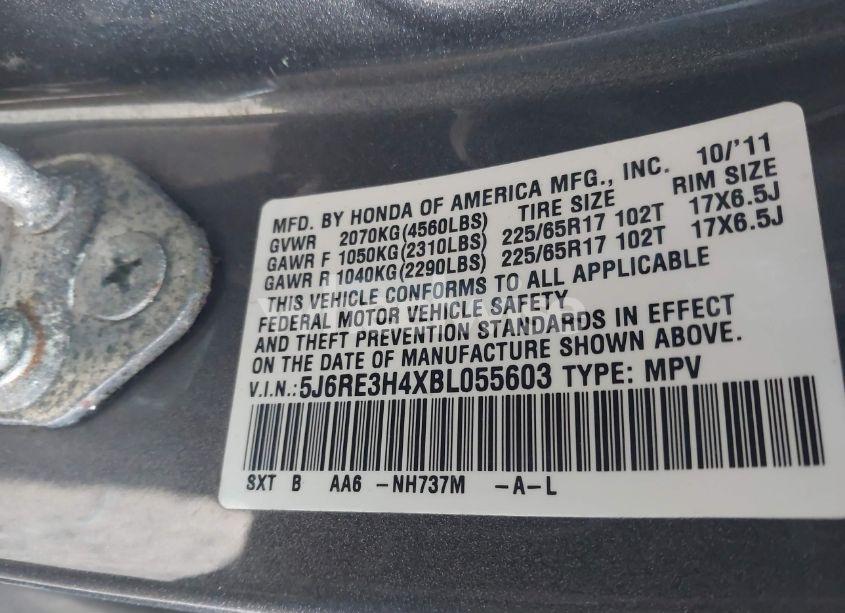 MFD. BY HONDA OF AMERICA MFG., INC. 10/'11
GVWR 2070KG(4560LBS) TIRE SIZE RIM SIZE
GAWR F 1050KG(2310LBS) 225/65R17 102T 17X6.5J
GAWR R 1040KG(2290LBS) 225/65R17 102T 17X6.5J
THIS VEHICLE CONFORMS TO ALL APPLICABLE
FEDERAL MOTOR VEHICLE SAFETY
AND THEFT PREVENTION STANDARDS IN EFFECT
ON THE DATE OF MANUFACTURE SHOWN ABOVE.
V.I.N.:5J6RE3H4XBL055603 TYPE: MPV
SXT B AA6 -NH737M -A-L